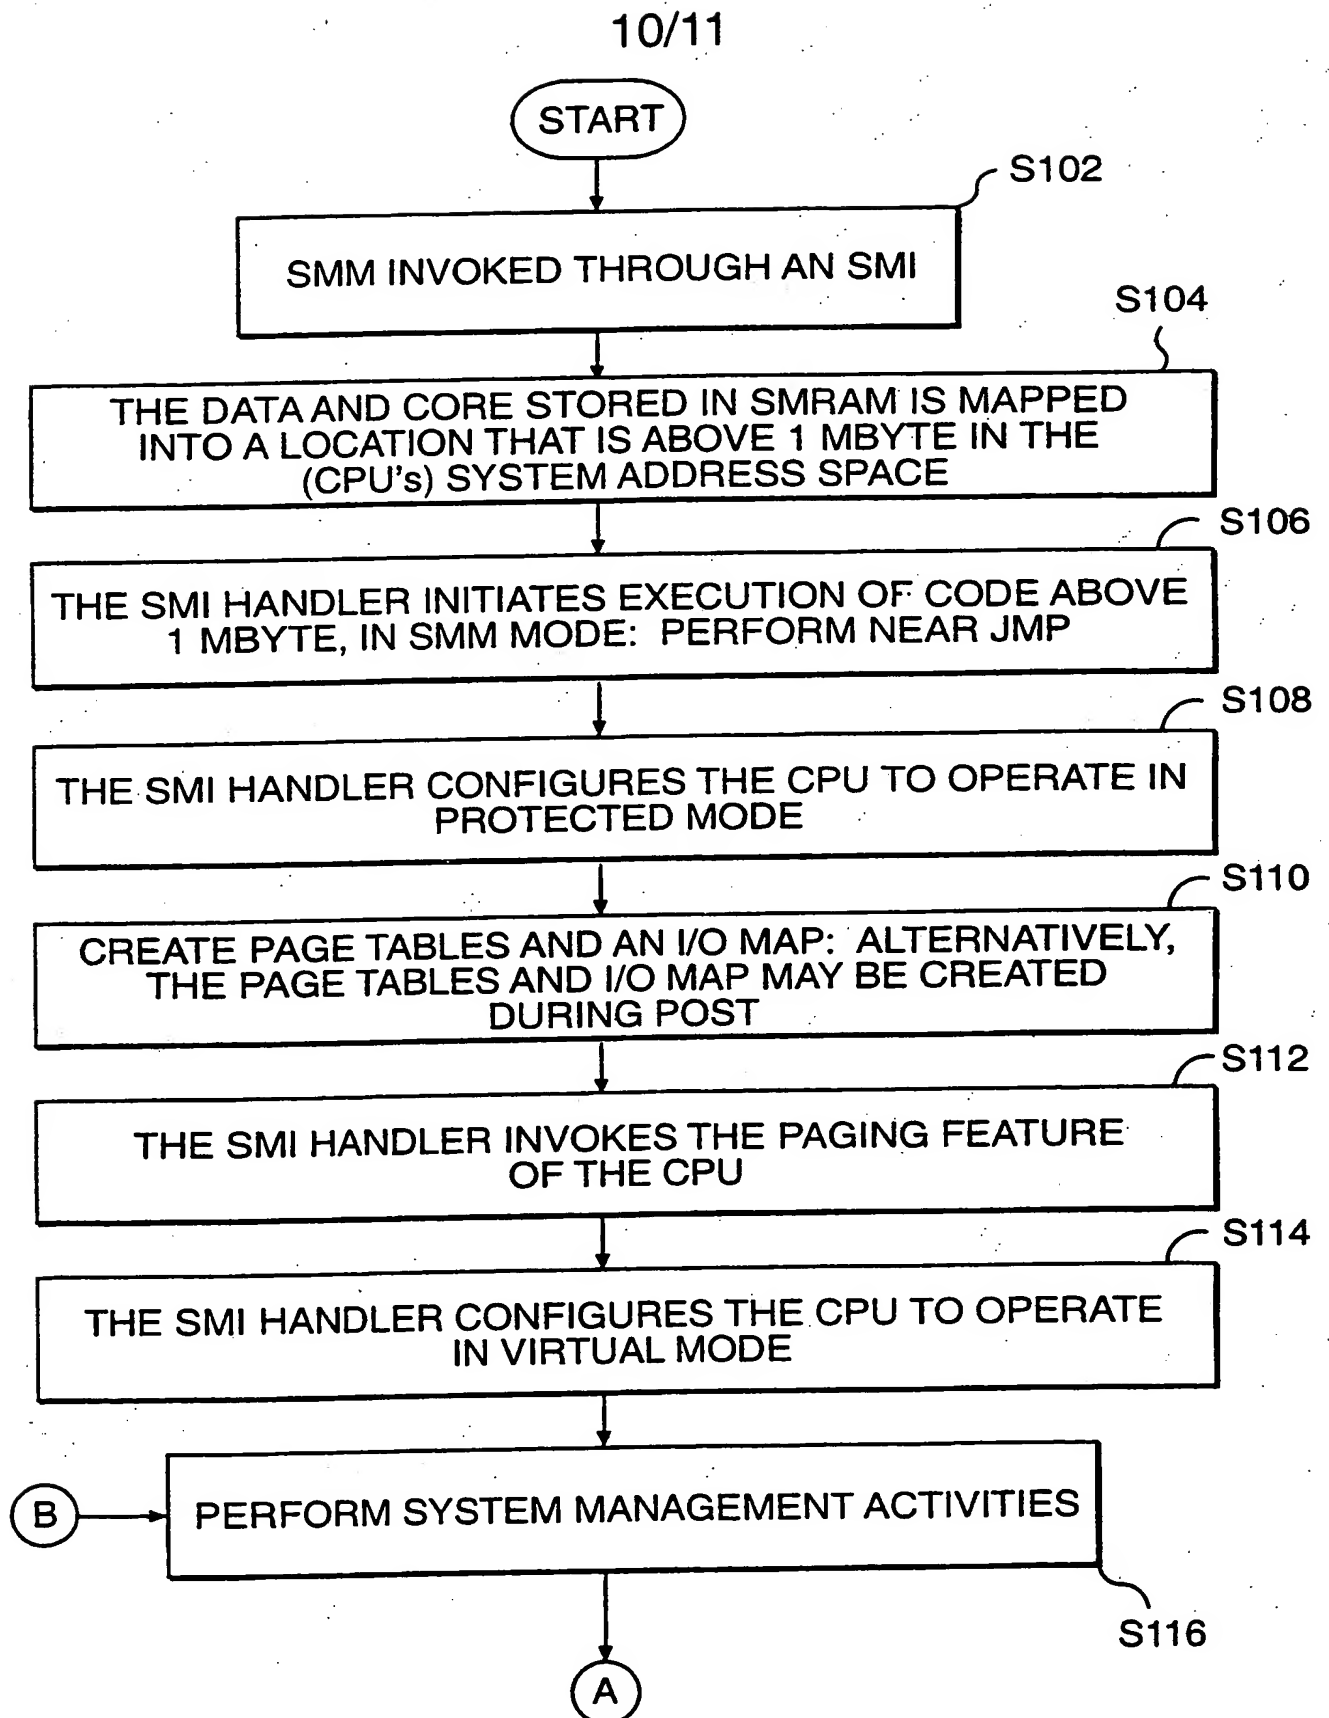 10/11
START
S102
SMM INVOKED THROUGH AN SMI
S104
THE DATA AND CORE STORED IN SMRAM IS MAPPED
INTO A LOCATION THAT IS ABOVE 1 MBYTE IN THE
(CPU's) SYSTEM ADDRESS SPACE
S106
THE SMI HANDLER INITIATES EXECUTION OF CODE ABOVE
1 MBYTE, IN SMM MODE: PERFORM NEAR JMP
S108
THE SMI HANDLER CONFIGURES THE CPU TO OPERATE IN
PROTECTED MODE
S110
CREATE PAGE TABLES AND AN I/O MAP: ALTERNATIVELY,
THE PAGE TABLES AND I/O MAP MAY BE CREATED
DURING POST
S112
THE SMI HANDLER INVOKES THE PAGING FEATURE
OF THE CPU
S114
THE SMI HANDLER CONFIGURES THE CPU TO OPERATE
IN VIRTUAL MODE
B
PERFORM SYSTEM MANAGEMENT ACTIVITIES
S116
A